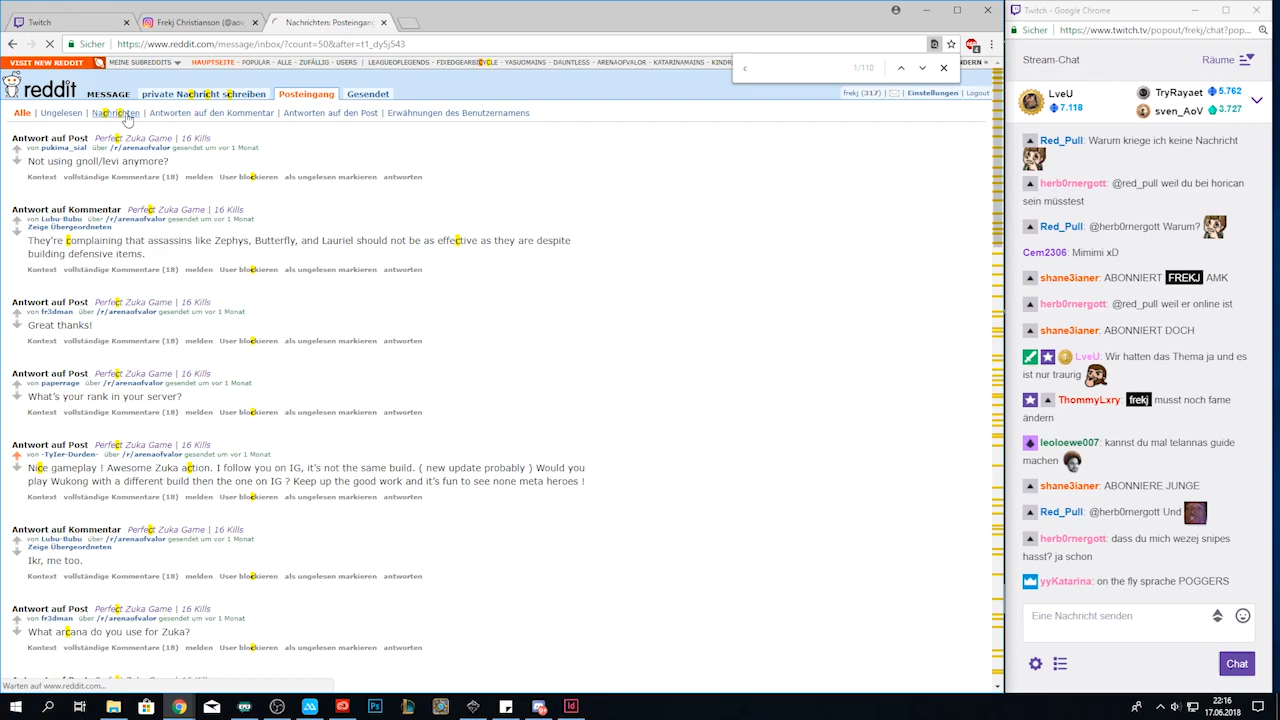 Twitch
Instagram Frekj Christianson (@aov
Nachrichten: Posteingang
Sicher https://www.reddit.com/message/inbox/?count=50&after=t1_dy5j543
VISIT NEW REDDIT MEINE SUBREDDITS HAUPTSEITE - POPULAR - ALLE - ZUFÄLLIG - USERS | LEAGUEOFLEGENDS - FIXEDGEARBICYCLE - YASUOMAINS - DAUNTLESS - ARENAOFVALOR - KATARINAMAINS - KINDR
c 1/110
reddit MESSAGE private Nachricht schreiben Posteingang Gesendet
frekj (317) | | Einstellungen | Logout
Alle | Ungelesen | Nachrichten | Antworten auf den Kommentar | Antworten auf den Post | Erwähnungen des Benutzernamens
Antwort auf Post Perfect Zuka Game | 16 Kills
von pukima_sial über /r/arenaofvalor gesendet um vor 1 Monat
Not using gnoll/levi anymore?
Kontext vollständige Kommentare (18) melden User blockieren als ungelesen markieren antworten
Antwort auf Kommentar Perfect Zuka Game | 16 Kills
von Lubu-Bubu über /r/arenaofvalor gesendet um vor 1 Monat
Zeige Übergeordneten
They're complaining that assassins like Zephys, Butterfly, and Lauriel should not be as effective as they are despite
building defensive items.
Kontext vollständige Kommentare (18) melden User blockieren als ungelesen markieren antworten
Antwort auf Post Perfect Zuka Game | 16 Kills
von fr3dman über /r/arenaofvalor gesendet um vor 1 Monat
Great thanks!
Kontext vollständige Kommentare (18) melden User blockieren als ungelesen markieren antworten
Antwort auf Post Perfect Zuka Game | 16 Kills
von paperrage über /r/arenaofvalor gesendet um vor 1 Monat
What's your rank in your server?
Kontext vollständige Kommentare (18) melden User blockieren als ungelesen markieren antworten
Antwort auf Post Perfect Zuka Game | 16 Kills
von -TyIer-Durden- über /r/arenaofvalor gesendet um vor 1 Monat
Nice gameplay ! Awesome Zuka action. I follow you on IG, it's not the same build. ( new update probably ) Would you
play Wukong with a different build then the one on IG ? Keep up the good work and it's fun to see none meta heroes !
Kontext vollständige Kommentare (18) melden User blockieren als ungelesen markieren antworten
Antwort auf Kommentar Perfect Zuka Game | 16 Kills
von Lubu-Bubu über /r/arenaofvalor gesendet um vor 1 Monat
Zeige Übergeordneten
Ikr, me too.
Kontext vollständige Kommentare (18) melden User blockieren als ungelesen markieren antworten
Antwort auf Post Perfect Zuka Game | 16 Kills
von fr3dman über /r/arenaofvalor gesendet um vor 1 Monat
What arcana do you use for Zuka?
Kontext vollständige Kommentare (18) melden User blockieren als ungelesen markieren antworten
Warten auf www.reddit.com...
Twitch - Google Chrome
Sicher https://www.twitch.tv/popout/frekj/chat?pop...
Stream-Chat Räume
LveU
7.118
TryRayaet 5.762
sven_AoV 3.727
Red_Pull: Warum kriege ich keine Nachricht
herb0rnergott: @red_pull weil du bei horican
sein müsstest
Red_Pull: @herb0rnergott Warum?
Cem2306: Mimimi xD
shane3ianer: ABONNIERT FREKJ AMK
herb0rnergott: @red_pull weil er online ist
shane3ianer: ABONNIERT DOCH
LveU: Wir hatten das Thema ja und es
ist nur traurig
ThommyLxry: frekj musst noch fame
ändern
leoloewe007: kannst du mal telannas guide
machen
shane3ianer: ABONNIERE JUNGE
Red_Pull: @herb0rnergott Und
herb0rnergott: dass du mich wezej snipes
hasst? ja schon
yyKatarina: on the fly sprache POGGERS
Eine Nachricht senden
Chat
22:16
17.06.2018